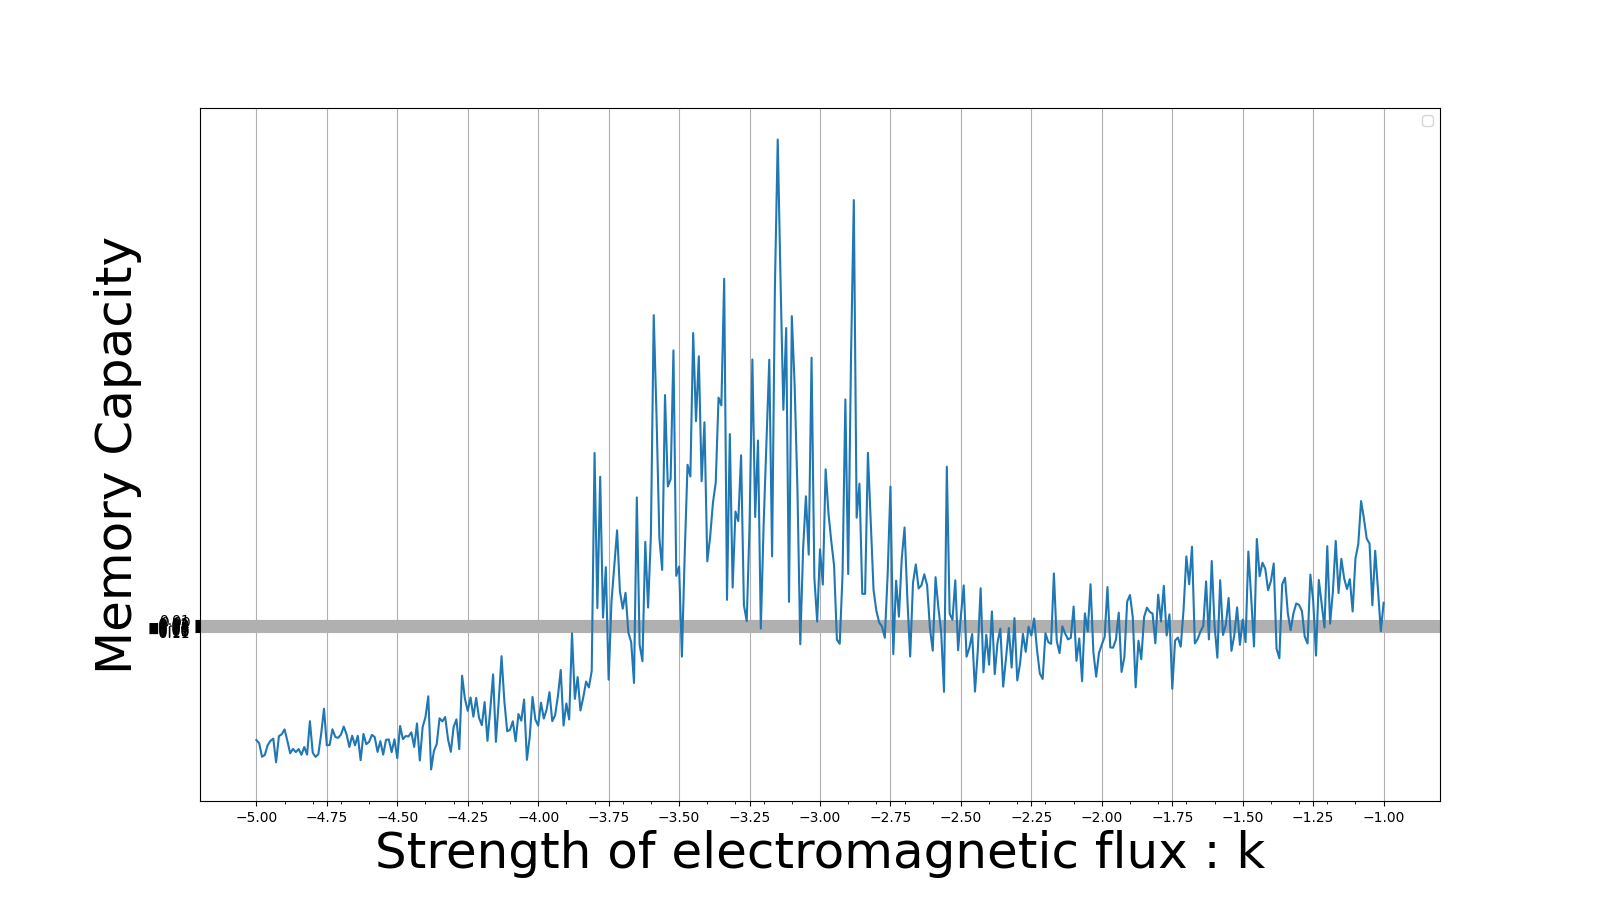 Memory Capacity
−5.00 −4.75 −4.50 −4.25 −4.00 −3.75 −3.50 −3.25 −3.00 −2.75 −2.50 −2.25 −2.00 −1.75 −1.50 −1.25 −1.00
Strength of electromagnetic flux : k